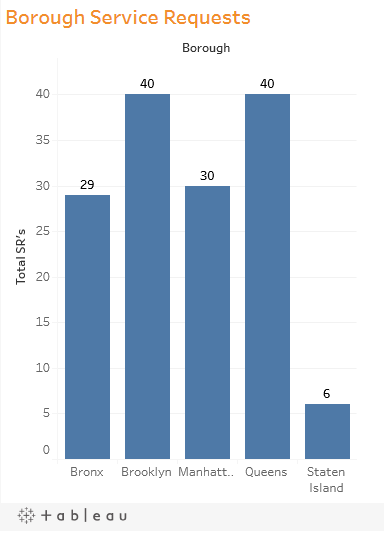 Borough Service Requests
Borough
Total SR's
40
35
30
25
20
15
10
5
0
29
40
30
40
6
Bronx
Brooklyn
Manhatt..
Queens
Staten
Island
+ableau